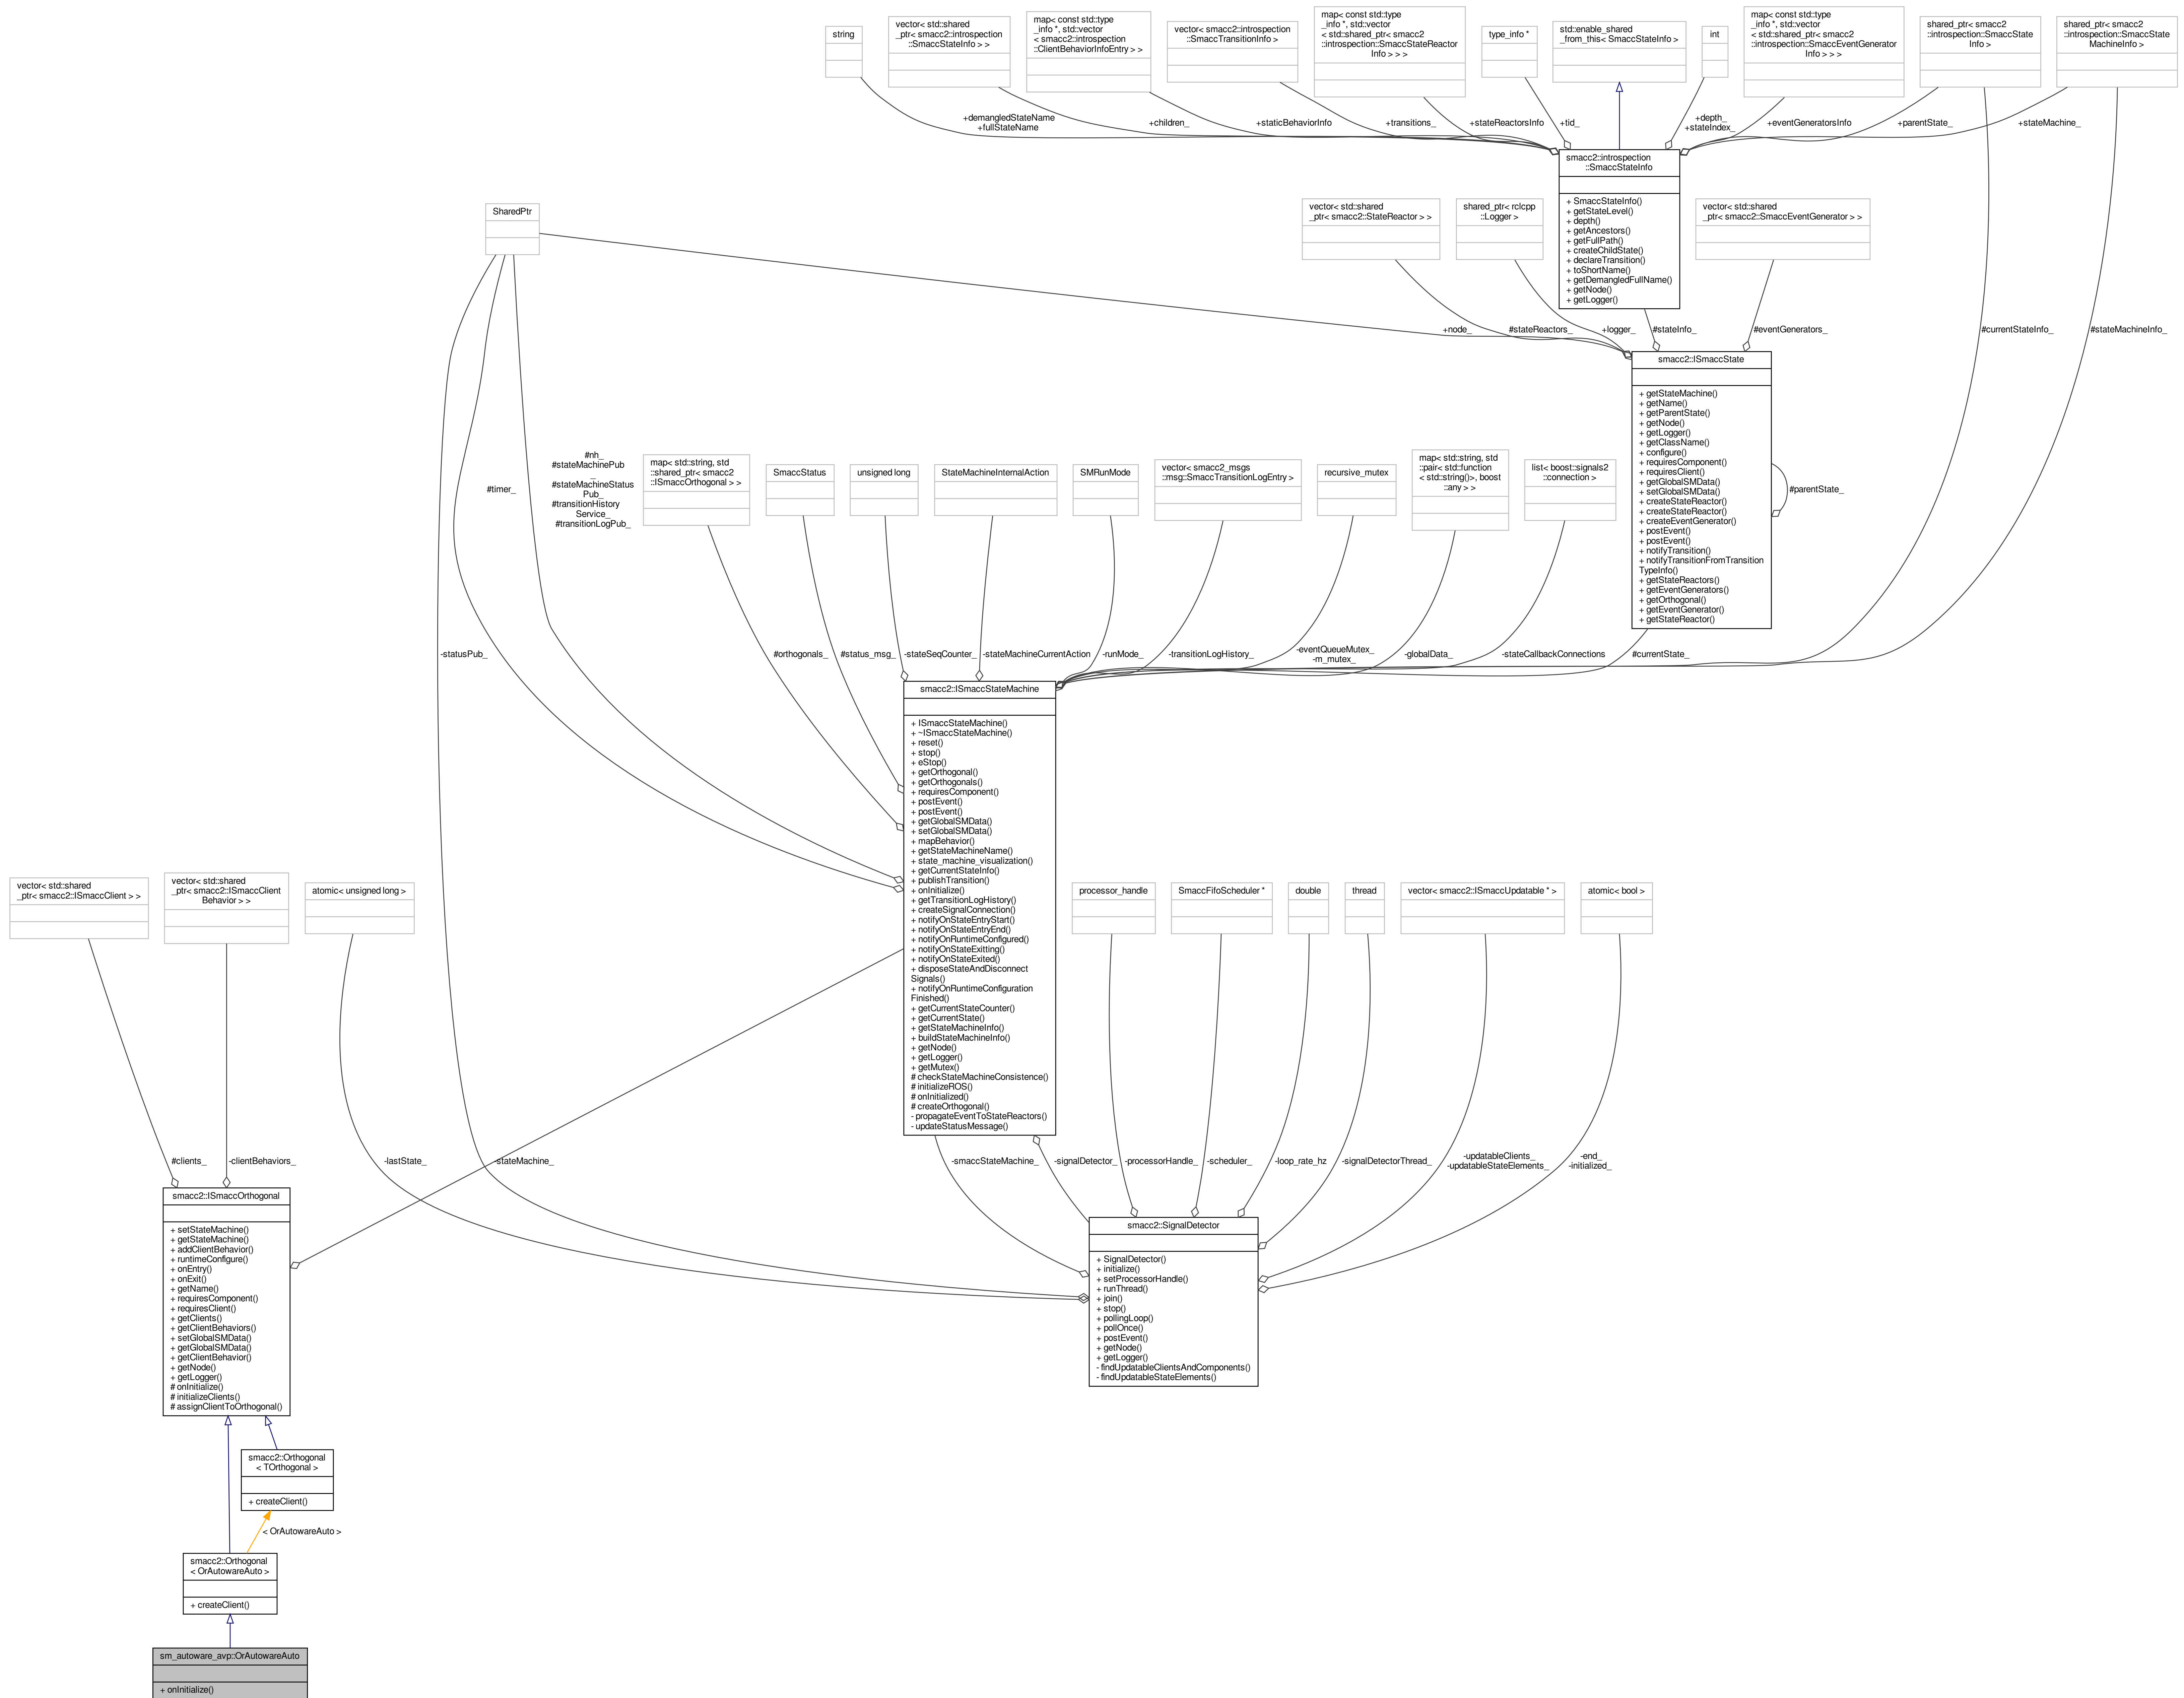 string
vector< std::shared
_ptr< smacc2::introspection
::SmaccStateInfo > >
map< const std::type
_info *, std::vector
< smacc2::introspection
::ClientBehaviorInfoEntry > >
vector< smacc2::introspection
::SmaccTransitionInfo >
map< const std::type
_info *, std::vector
< std::shared_ptr< smacc2
::introspection::SmaccStateReactor
Info > > >
type_info *
std::enable_shared
_from_this< SmaccStateInfo >
int
map< const std::type
_info *, std::vector
< std::shared_ptr< smacc2
::introspection::SmaccEventGenerator
Info > > >
shared_ptr< smacc2
::introspection::SmaccState
Info >
shared_ptr< smacc2
::introspection::SmaccState
MachineInfo >
+demangledStateName
+fullStateName
+children_
+staticBehaviorInfo
+transitions_
+stateReactorsInfo
+tid_
+depth_
+stateIndex_
+eventGeneratorsInfo
+parentState_
+stateMachine_
smacc2::introspection
::SmaccStateInfo
+ SmaccStateInfo()
+ getStateLevel()
+ depth()
+ getAncestors()
+ getFullPath()
+ createChildState()
+ declareTransition()
+ toShortName()
+ getDemangledFullName()
+ getNode()
+ getLogger()
SharedPtr
vector< std::shared
_ptr< smacc2::StateReactor > >
shared_ptr< rclcpp
::Logger >
vector< std::shared
_ptr< smacc2::SmaccEventGenerator > >
+node_
#stateReactors_
+logger_
#stateInfo_
#eventGenerators_
#currentStateInfo_
#stateMachineInfo_
smacc2::ISmaccState
+ getStateMachine()
+ getName()
+ getParentState()
+ getNode()
+ getLogger()
+ getClassName()
+ configure()
+ requiresComponent()
+ requiresClient()
+ getGlobalSMData()
+ setGlobalSMData()
+ createStateReactor()
+ createStateReactor()
+ createEventGenerator()
+ postEvent()
+ postEvent()
+ notifyTransition()
+ notifyTransitionFromTransition
TypeInfo()
+ getStateReactors()
+ getEventGenerators()
+ getOrthogonal()
+ getEventGenerator()
+ getStateReactor()
#parentState_
#timer_
#nh_
#stateMachinePub
_
#stateMachineStatus
Pub_
#transitionHistory
Service_
#transitionLogPub_
map< std::string, std
::shared_ptr< smacc2
::ISmaccOrthogonal > >
SmaccStatus
unsigned long
StateMachineInternalAction
SMRunMode
vector< smacc2_msgs
::msg::SmaccTransitionLogEntry >
recursive_mutex
map< std::string, std
::pair< std::function
< std::string()>, boost
::any > >
list< boost::signals2
::connection >
-statusPub_
#orthogonals_
#status_msg_
-stateSeqCounter_
-stateMachineCurrentAction
-runMode_
-transitionLogHistory_
-eventQueueMutex_
-m_mutex_
-globalData_
-stateCallbackConnections
#currentState_
smacc2::ISmaccStateMachine
+ ISmaccStateMachine()
+ ~ISmaccStateMachine()
+ reset()
+ stop()
+ eStop()
+ getOrthogonal()
+ getOrthogonals()
+ requiresComponent()
+ postEvent()
+ postEvent()
+ getGlobalSMData()
+ setGlobalSMData()
+ mapBehavior()
+ getStateMachineName()
+ state_machine_visualization()
+ getCurrentStateInfo()
+ publishTransition()
+ onInitialize()
+ getTransitionLogHistory()
+ createSignalConnection()
+ notifyOnStateEntryStart()
+ notifyOnStateEntryEnd()
+ notifyOnRuntimeConfigured()
+ notifyOnStateExitting()
+ notifyOnStateExited()
+ disposeStateAndDisconnect
Signals()
+ notifyOnRuntimeConfiguration
Finished()
+ getCurrentStateCounter()
+ getCurrentState()
+ getStateMachineInfo()
+ buildStateMachineInfo()
+ getNode()
+ getLogger()
+ getMutex()
# checkStateMachineConsistence()
# initializeROS()
# onInitialized()
# createOrthogonal()
- propagateEventToStateReactors()
- updateStatusMessage()
vector< std::shared
_ptr< smacc2::ISmaccClient > >
vector< std::shared
_ptr< smacc2::ISmaccClient
Behavior > >
atomic< unsigned long >
processor_handle
SmaccFifoScheduler *
double
thread
vector< smacc2::ISmaccUpdatable * >
atomic< bool >
#clients_
-clientBehaviors_
-lastState_
-stateMachine_
-smaccStateMachine_
-signalDetector_
-processorHandle_
-scheduler_
-loop_rate_hz
-signalDetectorThread_
-updatableClients_
-updatableStateElements_
-end_
-initialized_
smacc2::ISmaccOrthogonal
+ setStateMachine()
+ getStateMachine()
+ addClientBehavior()
+ runtimeConfigure()
+ onEntry()
+ onExit()
+ getName()
+ requiresComponent()
+ requiresClient()
+ getClients()
+ getClientBehaviors()
+ setGlobalSMData()
+ getGlobalSMData()
+ getClientBehavior()
+ getNode()
+ getLogger()
# onInitialize()
# initializeClients()
# assignClientToOrthogonal()
smacc2::SignalDetector
+ SignalDetector()
+ initialize()
+ setProcessorHandle()
+ runThread()
+ join()
+ stop()
+ pollingLoop()
+ pollOnce()
+ postEvent()
+ getNode()
+ getLogger()
- findUpdatableClientsAndComponents()
- findUpdatableStateElements()
smacc2::Orthogonal
< TOrthogonal >
+ createClient()
< OrAutowareAuto >
smacc2::Orthogonal
< OrAutowareAuto >
+ createClient()
sm_autoware_avp::OrAutowareAuto
+ onInitialize()